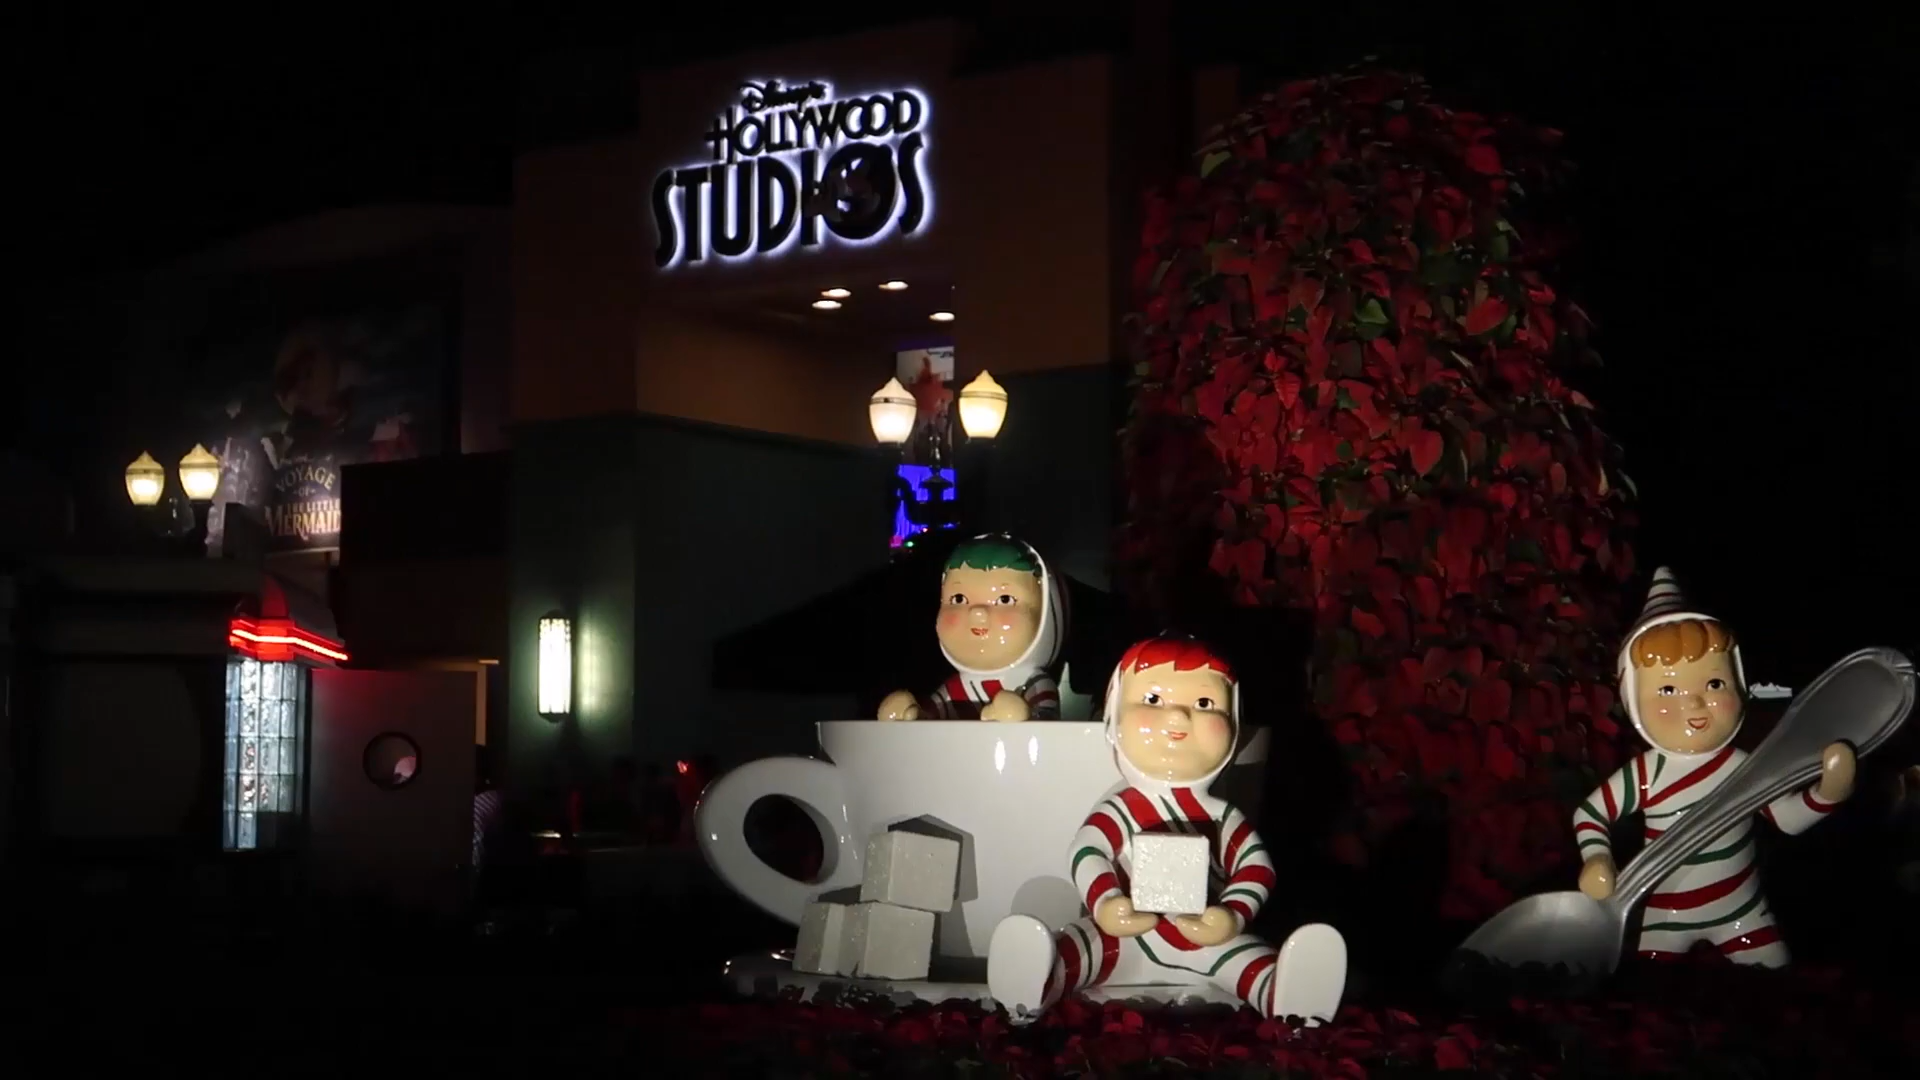 Disney's
HOLLYWOOD
STUDIOS
VOYAGE
OF
THE LITTLE
MERMAID